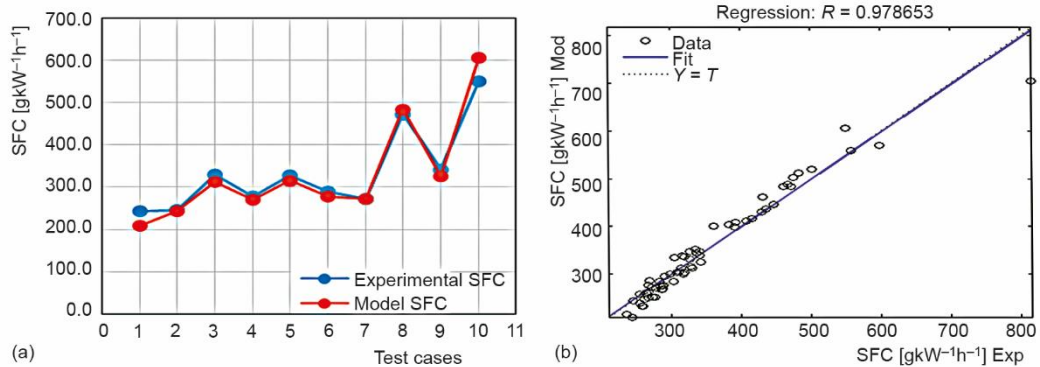 SFC [gkW⁻¹h⁻¹]
700.0
600.0
500.0
400.0
300.0
200.0
100.0
0.0
Experimental SFC
Model SFC
0 1 2 3 4 5 6 7 8 9 10 11
(a)
Test cases
Regression: R = 0.978653
SFC [gkW⁻¹h⁻¹] Mod
800
700
600
500
400
300
Data
Fit
Y = T
300 400 500 600 700 800
(b)
SFC [gkW⁻¹h⁻¹] Exp